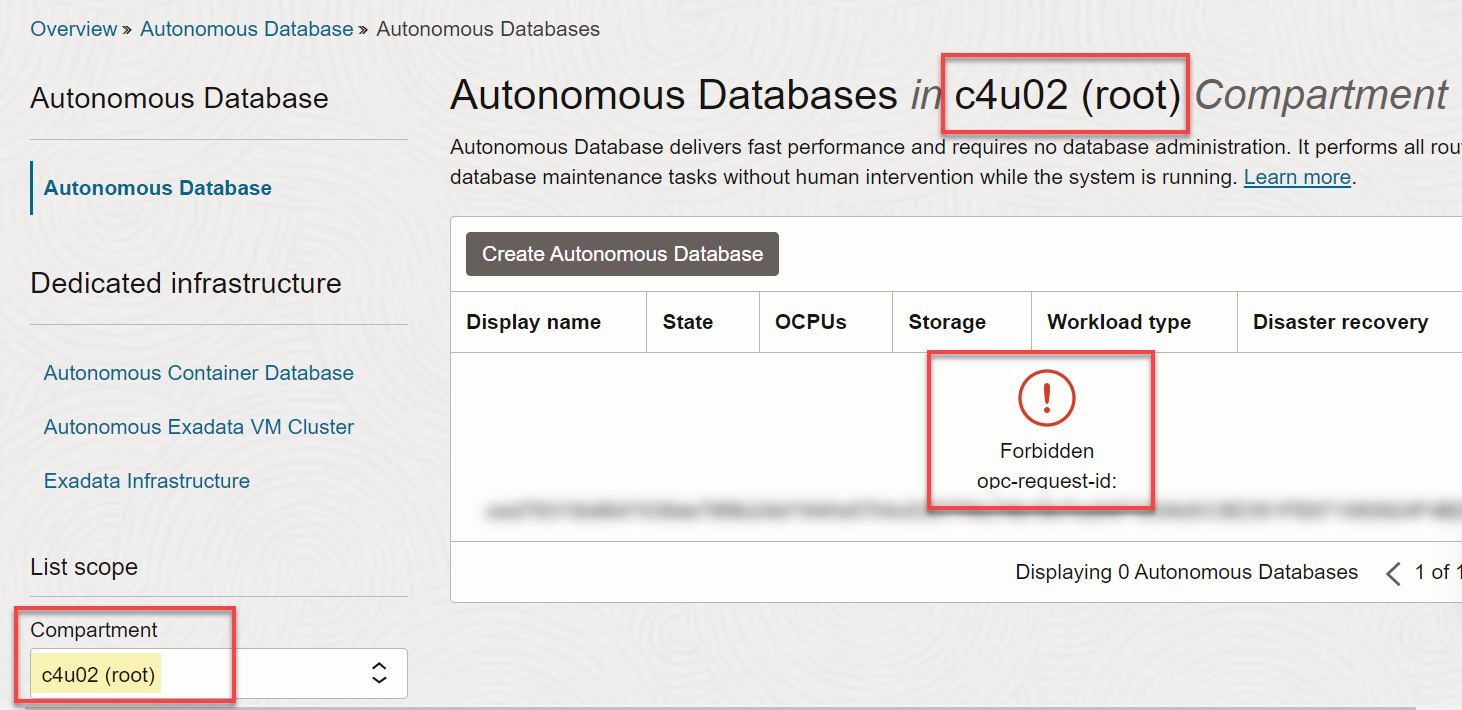 Overview » Autonomous Database » Autonomous Databases
Autonomous Database
Autonomous Database
Dedicated infrastructure
Autonomous Container Database
Autonomous Exadata VM Cluster
Exadata Infrastructure
List scope
Compartment
c4u02 (root)
Autonomous Databases in c4u02 (root) Compartment
Autonomous Database delivers fast performance and requires no database administration. It performs all rou
database maintenance tasks without human intervention while the system is running. Learn more.
Create Autonomous Database
Display name State OCPUs Storage Workload type Disaster recovery
!
Forbidden
opc-request-id:
Displaying 0 Autonomous Databases < 1 of 1